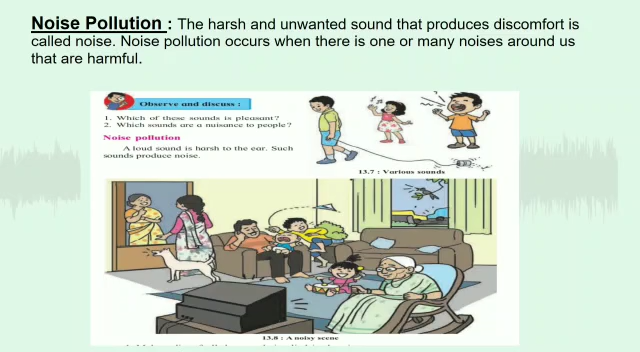 Noise Pollution : The harsh and unwanted sound that produces discomfort is
called noise. Noise pollution occurs when there is one or many noises around us
that are harmful.
Observe and discuss :
1. Which of these sounds is pleasant?
2. Which sounds are a nuisance to people?
Noise pollution
A loud sound is harsh to the ear. Such
sounds produce noise.
13.7 : Various sounds
13.8 : A noisy scene